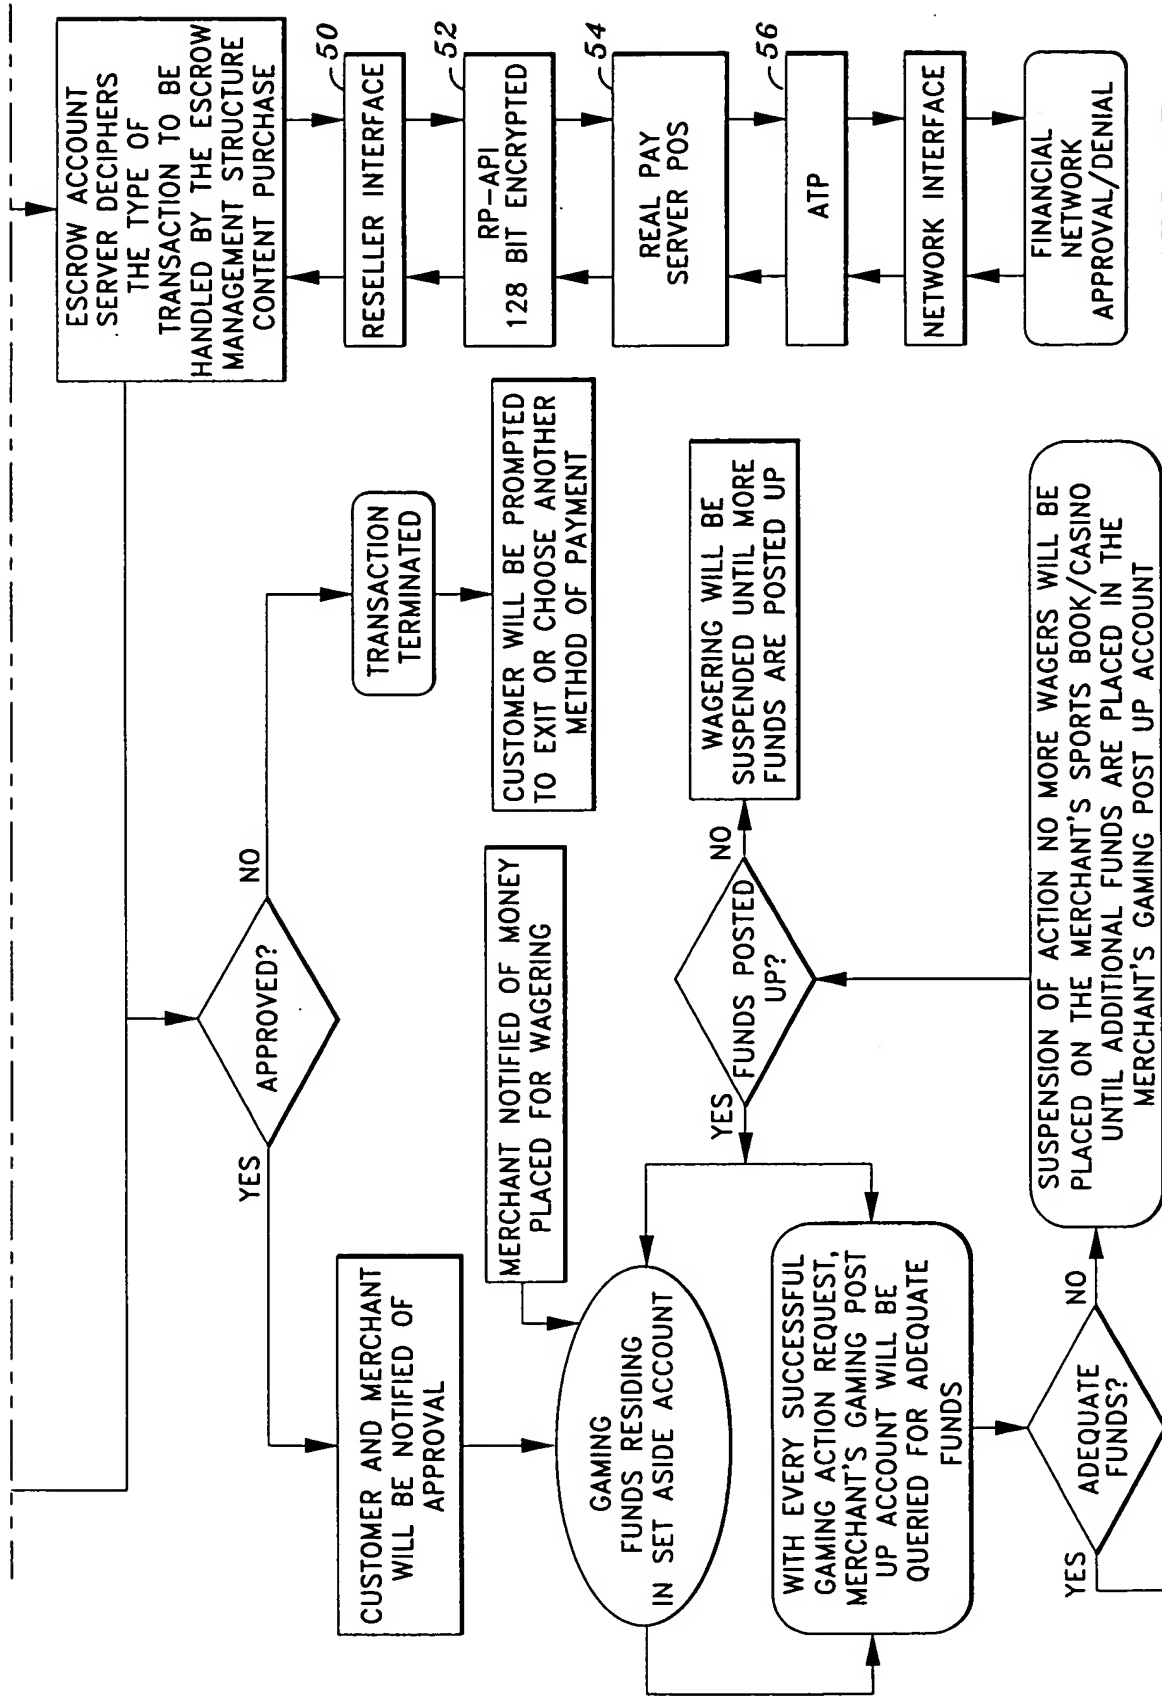 ESCROW ACCOUNT
SERVER DECIPHERS
THE TYPE OF
TRANSACTION TO BE
HANDLED BY THE ESCROW
MANAGEMENT STRUCTURE
CONTENT PURCHASE
50
RESELLER INTERFACE
52
RP-API
128 BIT ENCRYPTED
54
REAL PAY
SERVER POS
56
ATP
NETWORK INTERFACE
FINANCIAL
NETWORK
APPROVAL/DENIAL
APPROVED?
YES
NO
TRANSACTION
TERMINATED
CUSTOMER WILL BE PROMPTED
TO EXIT OR CHOOSE ANOTHER
METHOD OF PAYMENT
CUSTOMER AND MERCHANT
WILL BE NOTIFIED OF
APPROVAL
MERCHANT NOTIFIED OF MONEY
PLACED FOR WAGERING
GAMING
FUNDS RESIDING
IN SET ASIDE ACCOUNT
FUNDS POSTED
UP?
YES
NO
WAGERING WILL BE
SUSPENDED UNTIL MORE
FUNDS ARE POSTED UP
WITH EVERY SUCCESSFUL
GAMING ACTION REQUEST,
MERCHANT'S GAMING POST
UP ACCOUNT WILL BE
QUERIED FOR ADEQUATE
FUNDS
ADEQUATE
FUNDS?
YES
NO
SUSPENSION OF ACTION NO MORE WAGERS WILL BE
PLACED ON THE MERCHANT'S SPORTS BOOK/CASINO
UNTIL ADDITIONAL FUNDS ARE PLACED IN THE
MERCHANT'S GAMING POST UP ACCOUNT